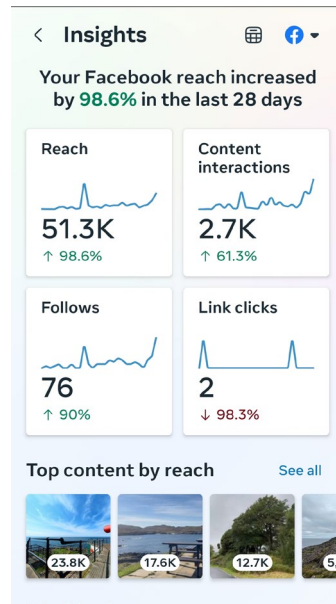 Insights
Your Facebook reach increased
by 98.6% in the last 28 days
Reach
51.3K
↑ 98.6%
Content
interactions
2.7K
↑ 61.3%
Follows
76
↑ 90%
Link clicks
2
↓ 98.3%
Top content by reach
See all
23.8K
17.6K
12.7K